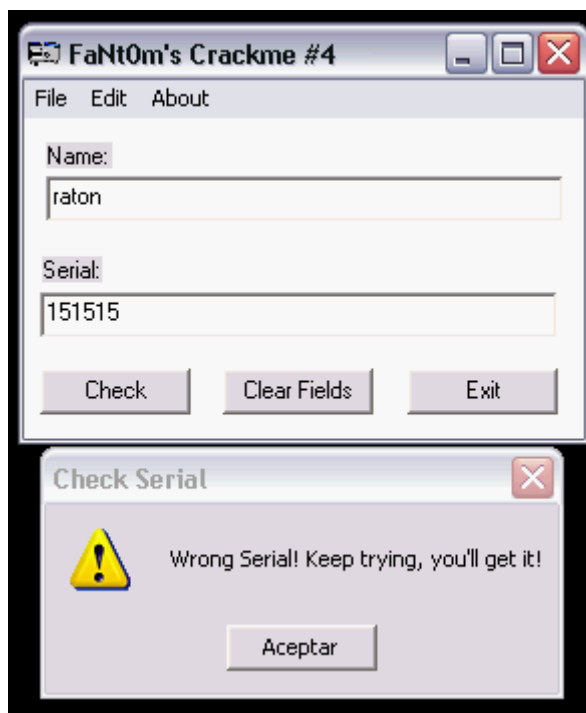 FaNt0m's Crackme #4
File Edit About
Name:
raton
Serial:
151515
Check Clear Fields Exit
Check Serial
Wrong Serial! Keep trying, you'll get it!
Aceptar